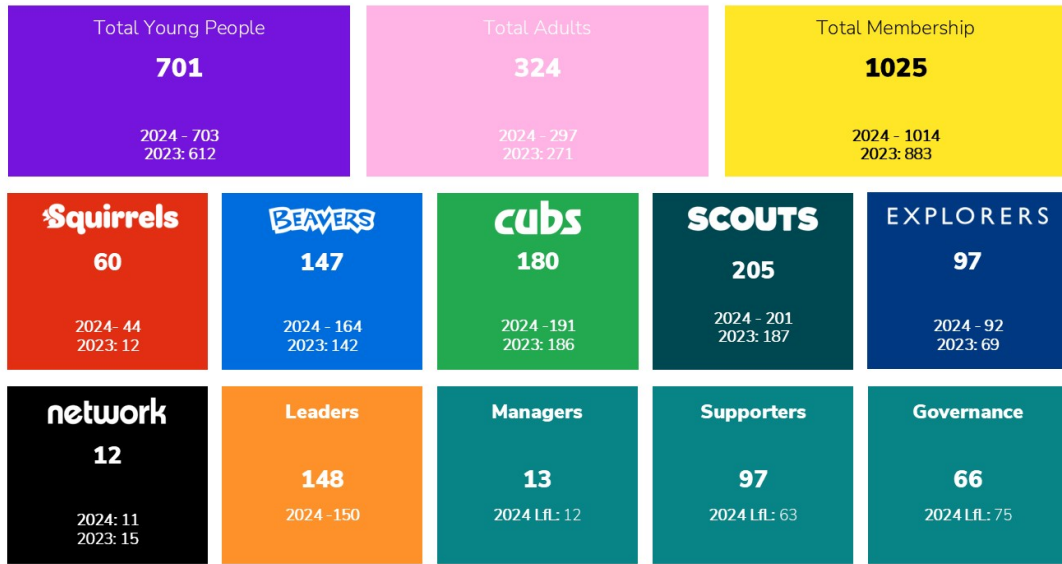 Total Young People
701
2024 - 703
2023: 612
Total Adults
324
2024 - 297
2023: 271
Total Membership
1025
2024 - 1014
2023: 883
Squirrels
60
2024- 44
2023: 12
BEAVERS
147
2024 - 164
2023: 142
cubs
180
2024 -191
2023: 186
SCOUTS
205
2024 - 201
2023: 187
EXPLORERS
97
2024 - 92
2023: 69
network
12
2024: 11
2023: 15
Leaders
148
2024 -150
Managers
13
2024 LfL: 12
Supporters
97
2024 LfL: 63
Governance
66
2024 LfL: 75